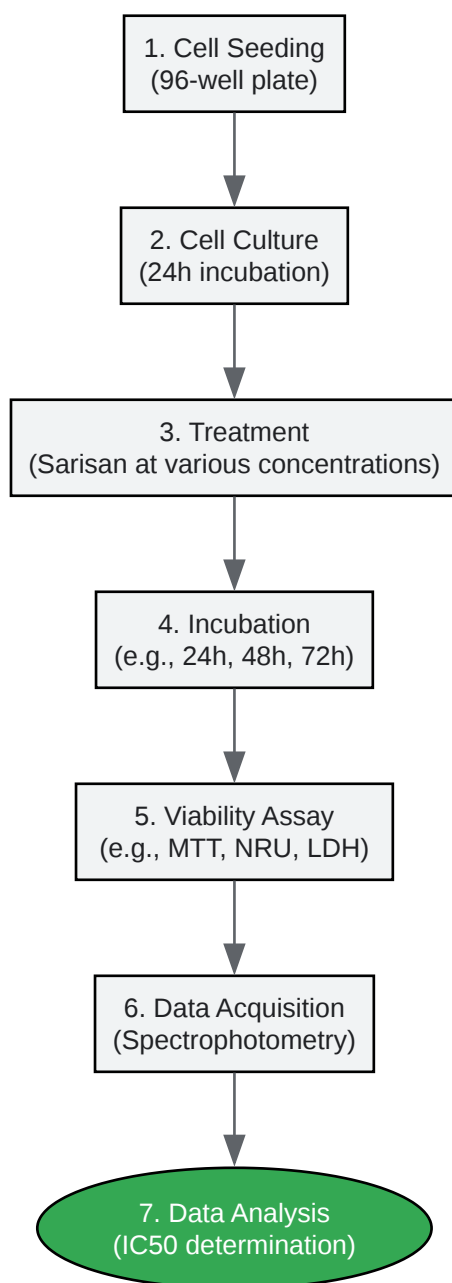 1. Cell Seeding
(96-well plate)
2. Cell Culture
(24h incubation)
3. Treatment
(Sarisan at various concentrations)
4. Incubation
(e.g., 24h, 48h, 72h)
5. Viability Assay
(e.g., MTT, NRU, LDH)
6. Data Acquisition
(Spectrophotometry)
7. Data Analysis
(IC50 determination)